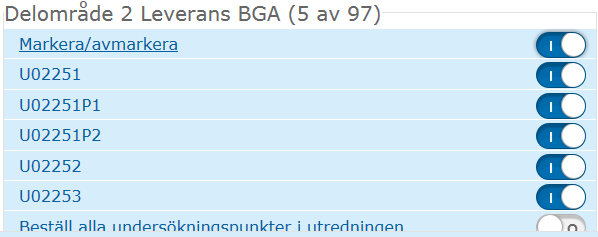 Delområde 2 Leverans BGA (5 av 97)
Markera/avmarkera
U02251
U02251P1
U02251P2
U02252
U02253
Beställ alla undersökningspunkter i utredningen